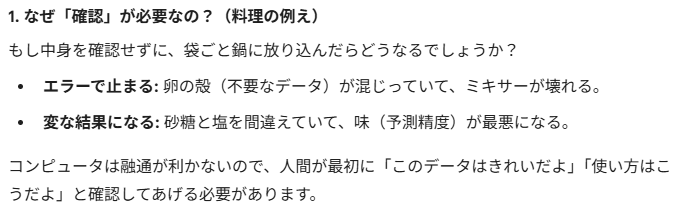 1. なぜ「確認」が必要なの？（料理の例え）
もし中身を確認せずに、袋ごと鍋に放り込んだらどうなるでしょうか？
• エラーで止まる: 卵の殻（不要なデータ）が混じっていて、ミキサーが壊れる。
• 変な結果になる: 砂糖と塩を間違えていて、味（予測精度）が最悪になる。
コンピュータは融通が利かないので、人間が最初に「このデータはきれいだよ」「使い方はこ
うだよ」と確認してあげる必要があります。